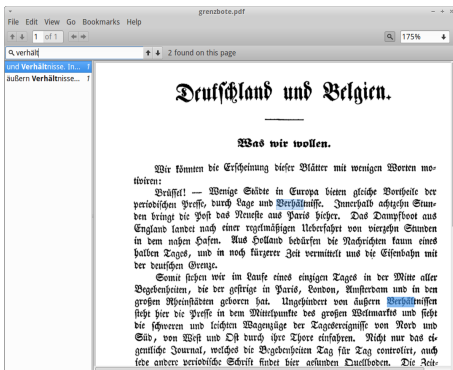 grenzbote.pdf
File Edit View Go Bookmarks Help
1 of 1 175%
verhält 2 found on this page
und Verhältnisse. In... 1
äußern Verhältnisse... 1
Deutschland und Belgien.
Was wir wollen.
Wir könnten die Erscheinung dieser Blätter mit wenigen Worten mo-
tiviren:
Brüssel! — Wenige Städte in Europa bieten gleiche Vortheile der
periodischen Presse, durch Lage und Verhältnisse. Innerhalb achtzehn Stun-
den bringt die Post das Neueste aus Paris hieher. Das Dampfboot aus
England landet nach einer regelmäßigen Ueberfahrt von vierzehn Stunden
in dem nahen Hafen. Aus Holland bedürfen die Nachrichten kaum eines
halben Tages, und in noch kürzerer Zeit vermittelt uns die Eisenbahn mit
der deutschen Grenze.
Somit stehen wir im Laufe eines einzigen Tages in der Mitte aller
Begebenheiten, die der gestrige in Paris, London, Amsterdam und in den
großen Rheinstädten geboren hat. Ungehindert von äußern Verhältnissen
steht hier die Presse in dem Mittelpunkte des großen Weltmarkts und sieht
die schweren und leichten Wagenzüge der Tagesereignisse von Nord und
Süd, von West und Ost durch ihre Thore einfahren. Nicht nur das ei-
gentliche Journal, welches die Begebenheiten Tag für Tag controlirt, auch
jede andere periodische Schrift findet hier gesunden Quellboden. Die Zeit-